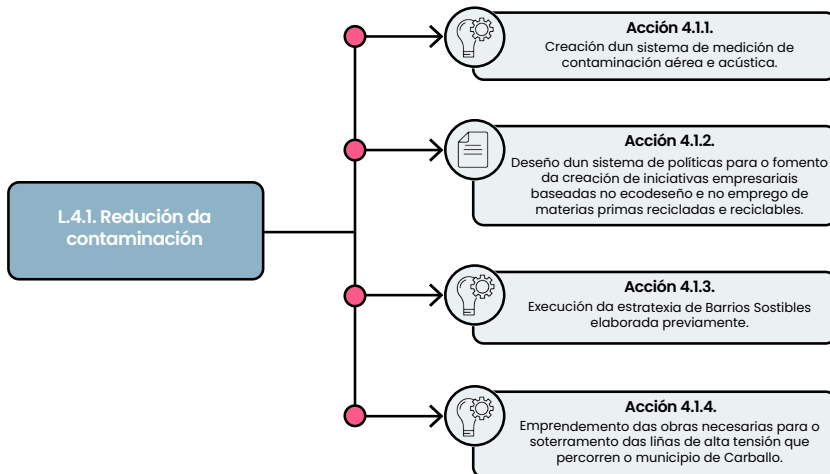 Acción 4.1.1.
Creación dun sistema de medición de
contaminación aérea e acústica.
Acción 4.1.2.
Deseño dun sistema de políticas para o fomento
da creación de iniciativas empresariais
baseadas no ecodeseño e no emprego de
materias primas recicladas e reciclables.
L.4.1. Redución da
contaminación
Acción 4.1.3.
Execución da estratexia de Barrios Sostibles
elaborada previamente.
Acción 4.1.4.
Emprendemento das obras necesarias para o
soterramento das liñas de alta tensión que
percorren o municipio de Carballo.